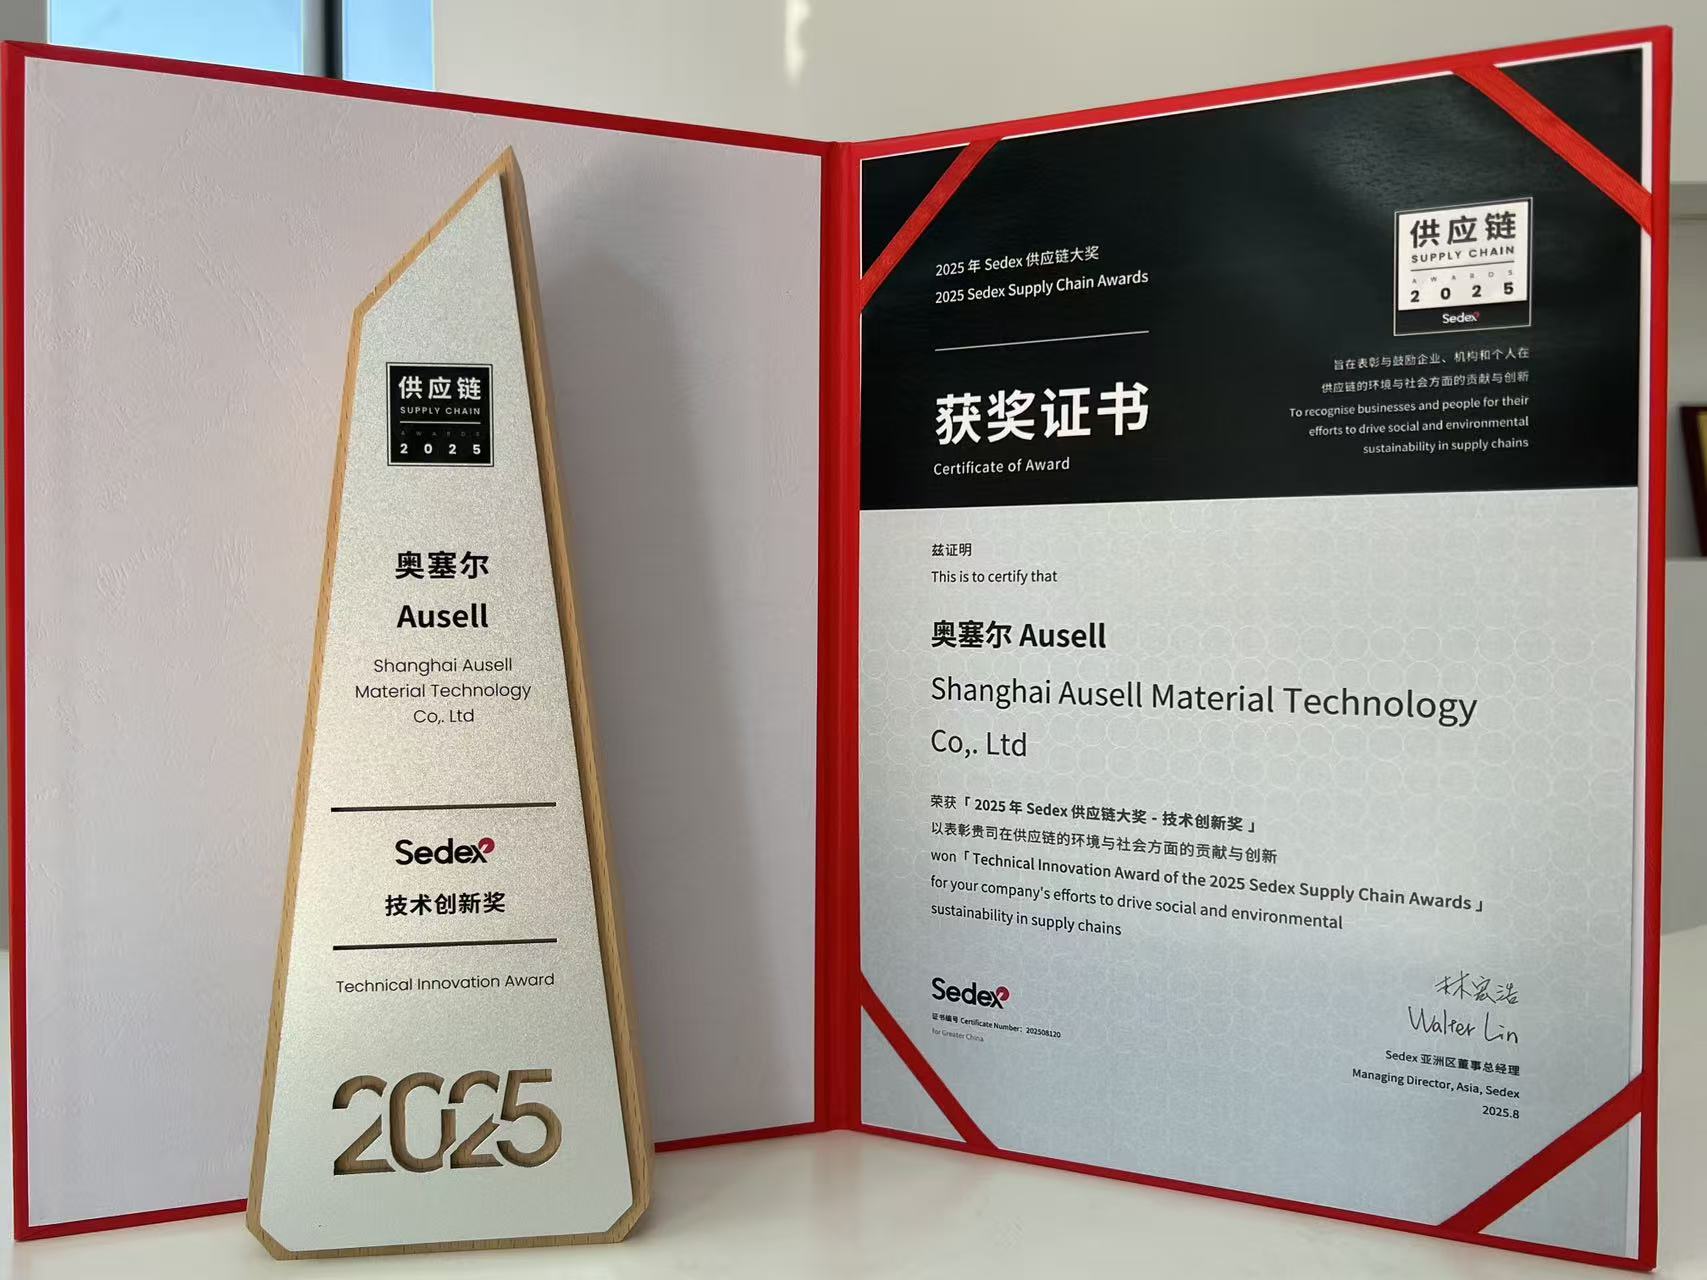 供应链
SUPPLY CHAIN
AWARDS
2025
奥塞尔
Ausell
Shanghai Ausell
Material Technology
Co,. Ltd
Sedex
技术创新奖
Technical Innovation Award
2025
2025 年 Sedex 供应链大奖
2025 Sedex Supply Chain Awards
获奖证书
Certificate of Award
供应链
SUPPLY CHAIN
AWARDS
2025
Sedex
旨在表彰与鼓励企业、机构和个人在
供应链的环境与社会方面的贡献与创新
To recognise businesses and people for their
efforts to drive social and environmental
sustainability in supply chains
兹证明
This is to certify that
奥塞尔 Ausell
Shanghai Ausell Material Technology
Co,. Ltd
荣获「 2025 年 Sedex 供应链大奖 - 技术创新奖 」
以表彰贵司在供应链的环境与社会方面的贡献与创新
won「 Technical Innovation Award of the 2025 Sedex Supply Chain Awards 」
for your company's efforts to drive social and environmental
sustainability in supply chains
Sedex
证书编号 Certificate Number: 202508120
for Greater China
林宏浩
Walter Lin
Sedex 亚洲区董事总经理
Managing Director, Asia, Sedex
2025.8